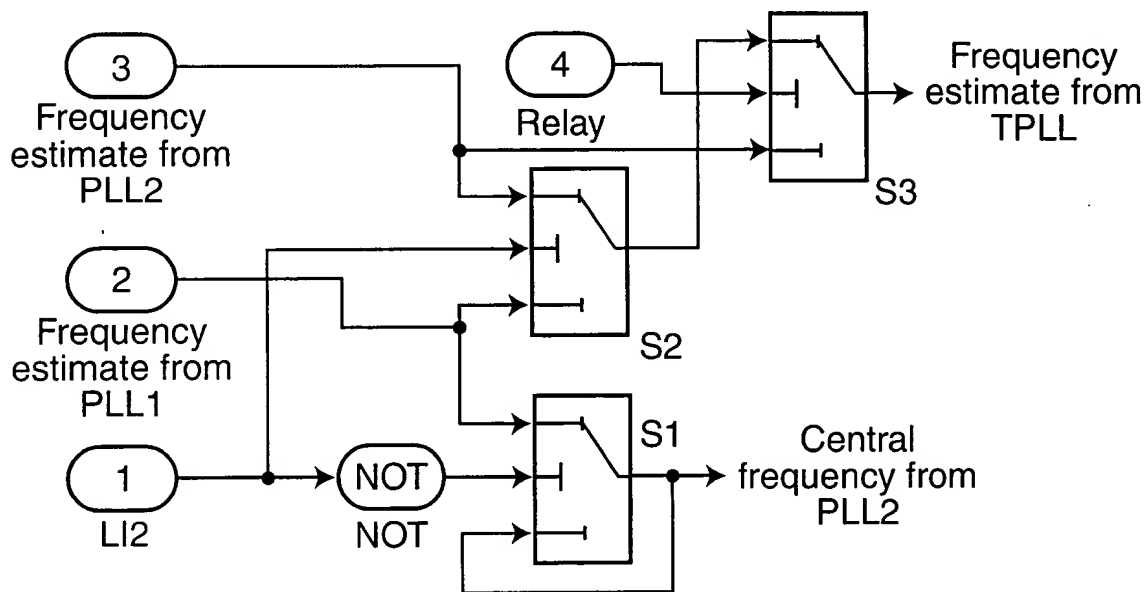 3
Frequency
estimate from
PLL2
4
Relay
Frequency
estimate from
TPLL
S3
2
Frequency
estimate from
PLL1
S2
1
LI2
NOT
NOT
S1
Central
frequency from
PLL2